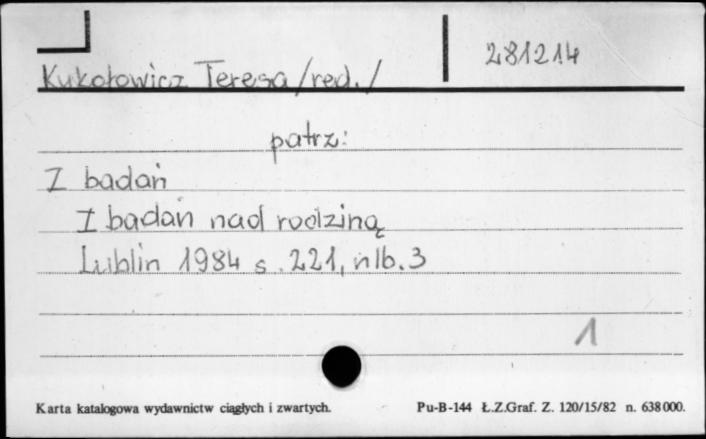 281214
Kukołowicz Teresa /red./
patrz:
Z badań
Z badań nad rodziną
Lublin 1984 s. 221, nlb. 3
1
Karta katalogowa wydawnictw ciągłych i zwartych. Pu-B-144 Ł.Z.Graf. Z. 120/15/82 n. 638000.